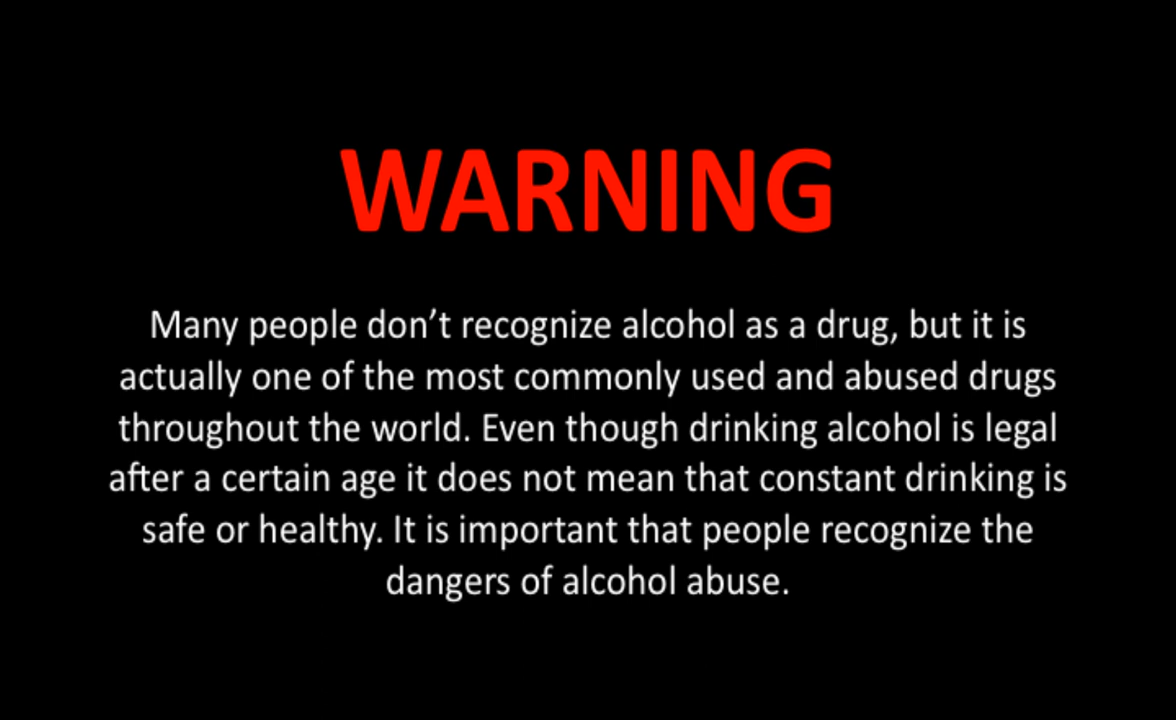 WARNING
Many people don’t recognize alcohol as a drug, but it is
actually one of the most commonly used and abused drugs
throughout the world. Even though drinking alcohol is legal
after a certain age it does not mean that constant drinking is
safe or healthy. It is important that people recognize the
dangers of alcohol abuse.